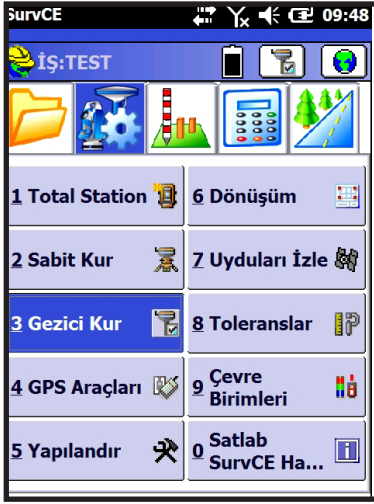 SurvCE 09:48
İŞ:TEST
1 Total Station
6 Dönüşüm
2 Sabit Kur
7 Uyduları İzle
3 Gezici Kur
8 Toleranslar
4 GPS Araçları
9 Çevre
Birimleri
5 Yapılandır
0 Satlab
SurvCE Ha...